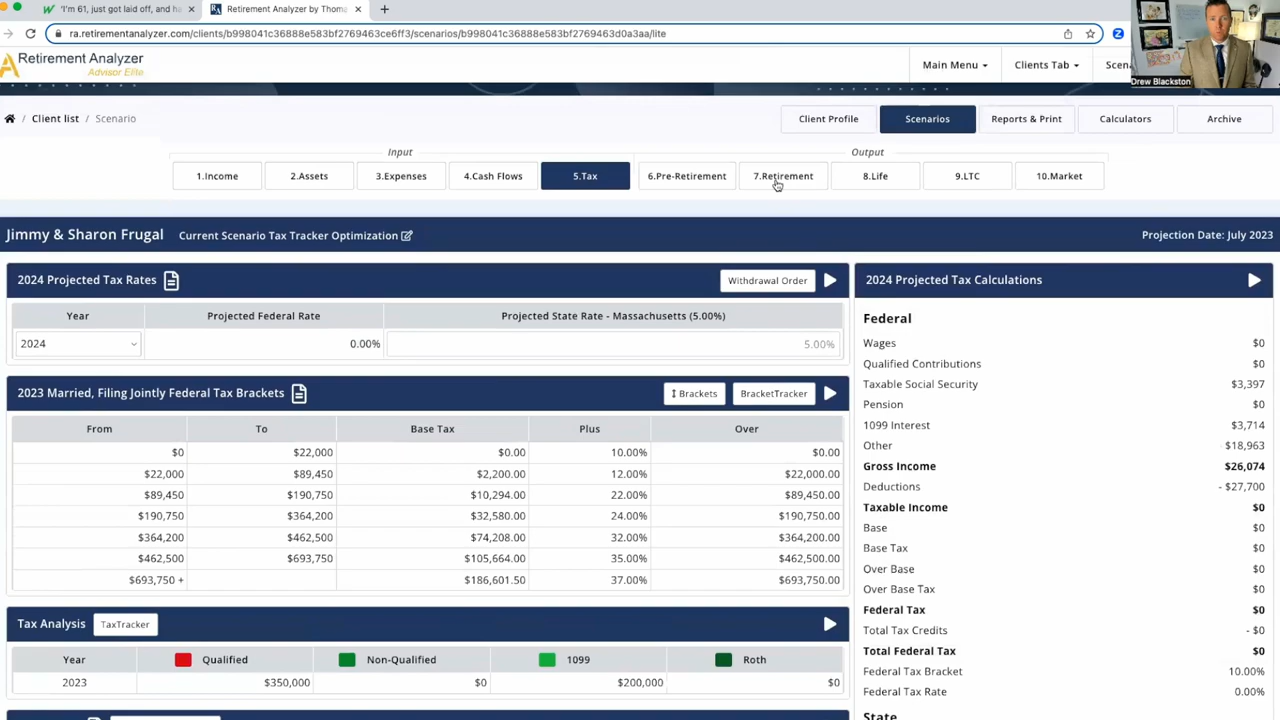 'I'm 61, just got laid off, and ha ×
Retirement Analyzer by Thoma ×
ra.retirementanalyzer.com/clients/b998041c36888e583bf2769463ce6ff3/scenarios/b998041c36888e583bf2769463d0a3aa/lite
Retirement Analyzer
Advisor Elite
Main Menu
Clients Tab
Scen
Drew Blackston
Client list / Scenario
Client Profile
Scenarios
Reports & Print
Calculators
Archive
Input
Output
1.Income
2.Assets
3.Expenses
4.Cash Flows
5.Tax
6.Pre-Retirement
7.Retirement
8.Life
9.LTC
10.Market
Jimmy & Sharon Frugal
Current Scenario Tax Tracker Optimization
Projection Date: July 2023
2024 Projected Tax Rates
Withdrawal Order
Year Projected Federal Rate Projected State Rate - Massachusetts (5.00%)
2024 0.00% 5.00%
2023 Married, Filing Jointly Federal Tax Brackets
Brackets
BracketTracker
From To Base Tax Plus Over
$0 $22,000 $0.00 10.00% $0.00
$22,000 $89,450 $2,200.00 12.00% $22,000.00
$89,450 $190,750 $10,294.00 22.00% $89,450.00
$190,750 $364,200 $32,580.00 24.00% $190,750.00
$364,200 $462,500 $74,208.00 32.00% $364,200.00
$462,500 $693,750 $105,664.00 35.00% $462,500.00
$693,750 + $186,601.50 37.00% $693,750.00
Tax Analysis
TaxTracker
Year Qualified Non-Qualified 1099 Roth
2023 $350,000 $0 $200,000 $0
2024 Projected Tax Calculations
Federal
Wages $0
Qualified Contributions $0
Taxable Social Security $3,397
Pension $0
1099 Interest $3,714
Other $18,963
Gross Income $26,074
Deductions - $27,700
Taxable Income $0
Base $0
Base Tax $0
Over Base $0
Over Base Tax $0
Federal Tax $0
Total Tax Credits - $0
Total Federal Tax $0
Federal Tax Bracket 10.00%
Federal Tax Rate 0.00%
State